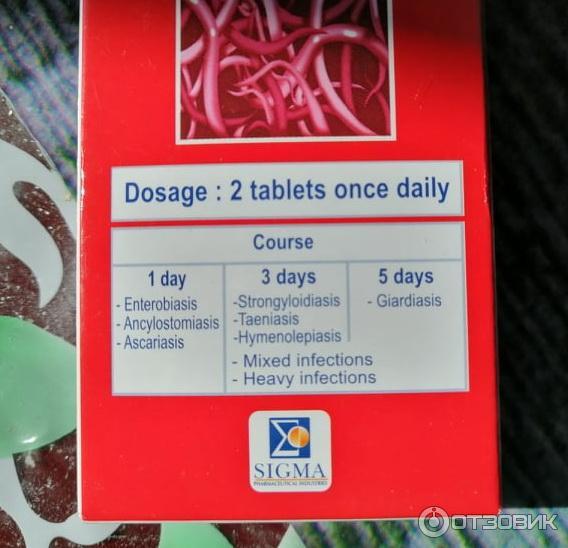 Dosage : 2 tablets once daily
Course
1 day
- Enterobiasis
- Ancylostomiasis
- Ascariasis
3 days
-Strongyloidiasis
-Taeniasis
-Hymenolepiasis
- Mixed infections
- Heavy infections
5 days
- Giardiasis
SIGMA
PHARMACEUTICAL INDUSTRIES
ОТЗОВИК